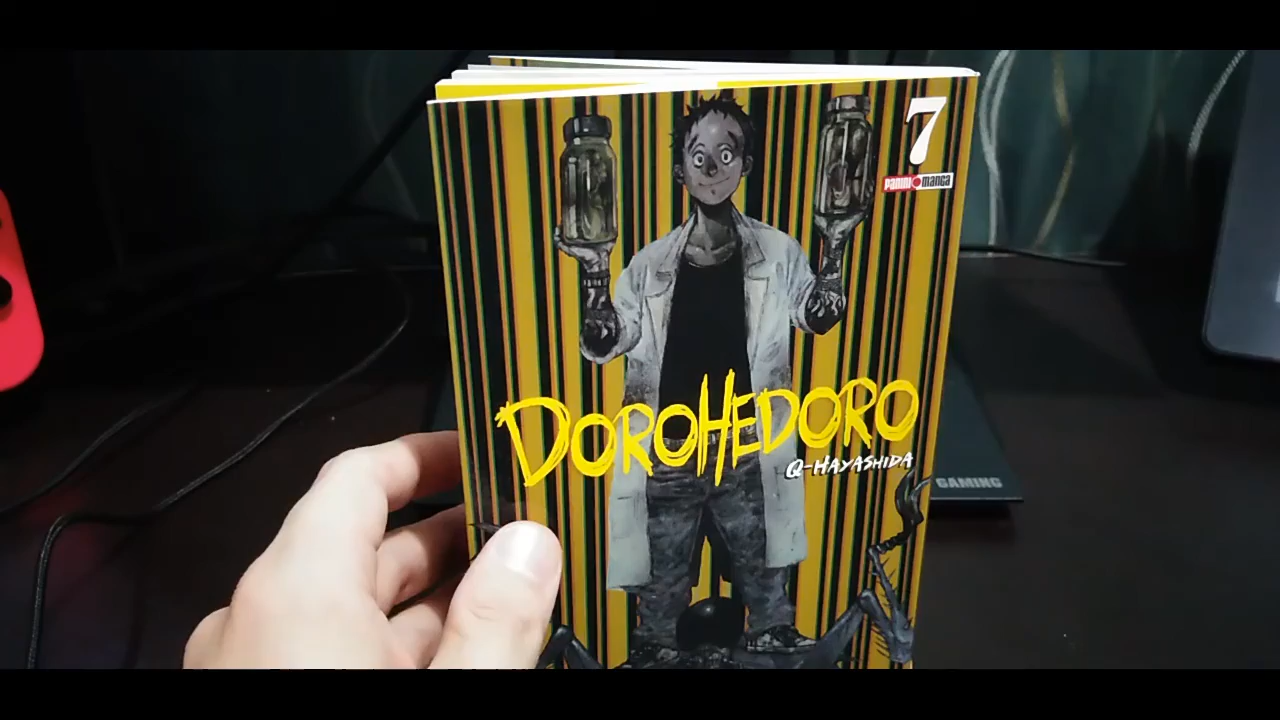 7
PANINI MANGA
DOROHEDORO
Q-HAYASHIDA
GAMING